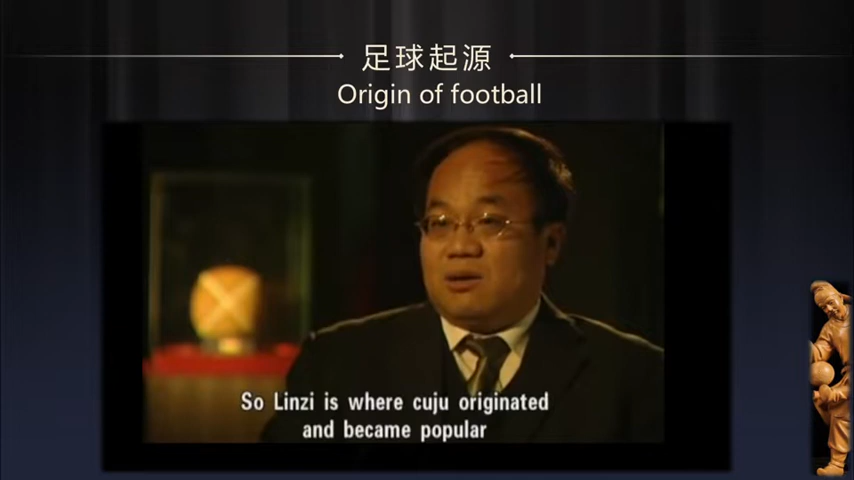 足球起源
Origin of football
So Linzi is where cuju originated
and became popular